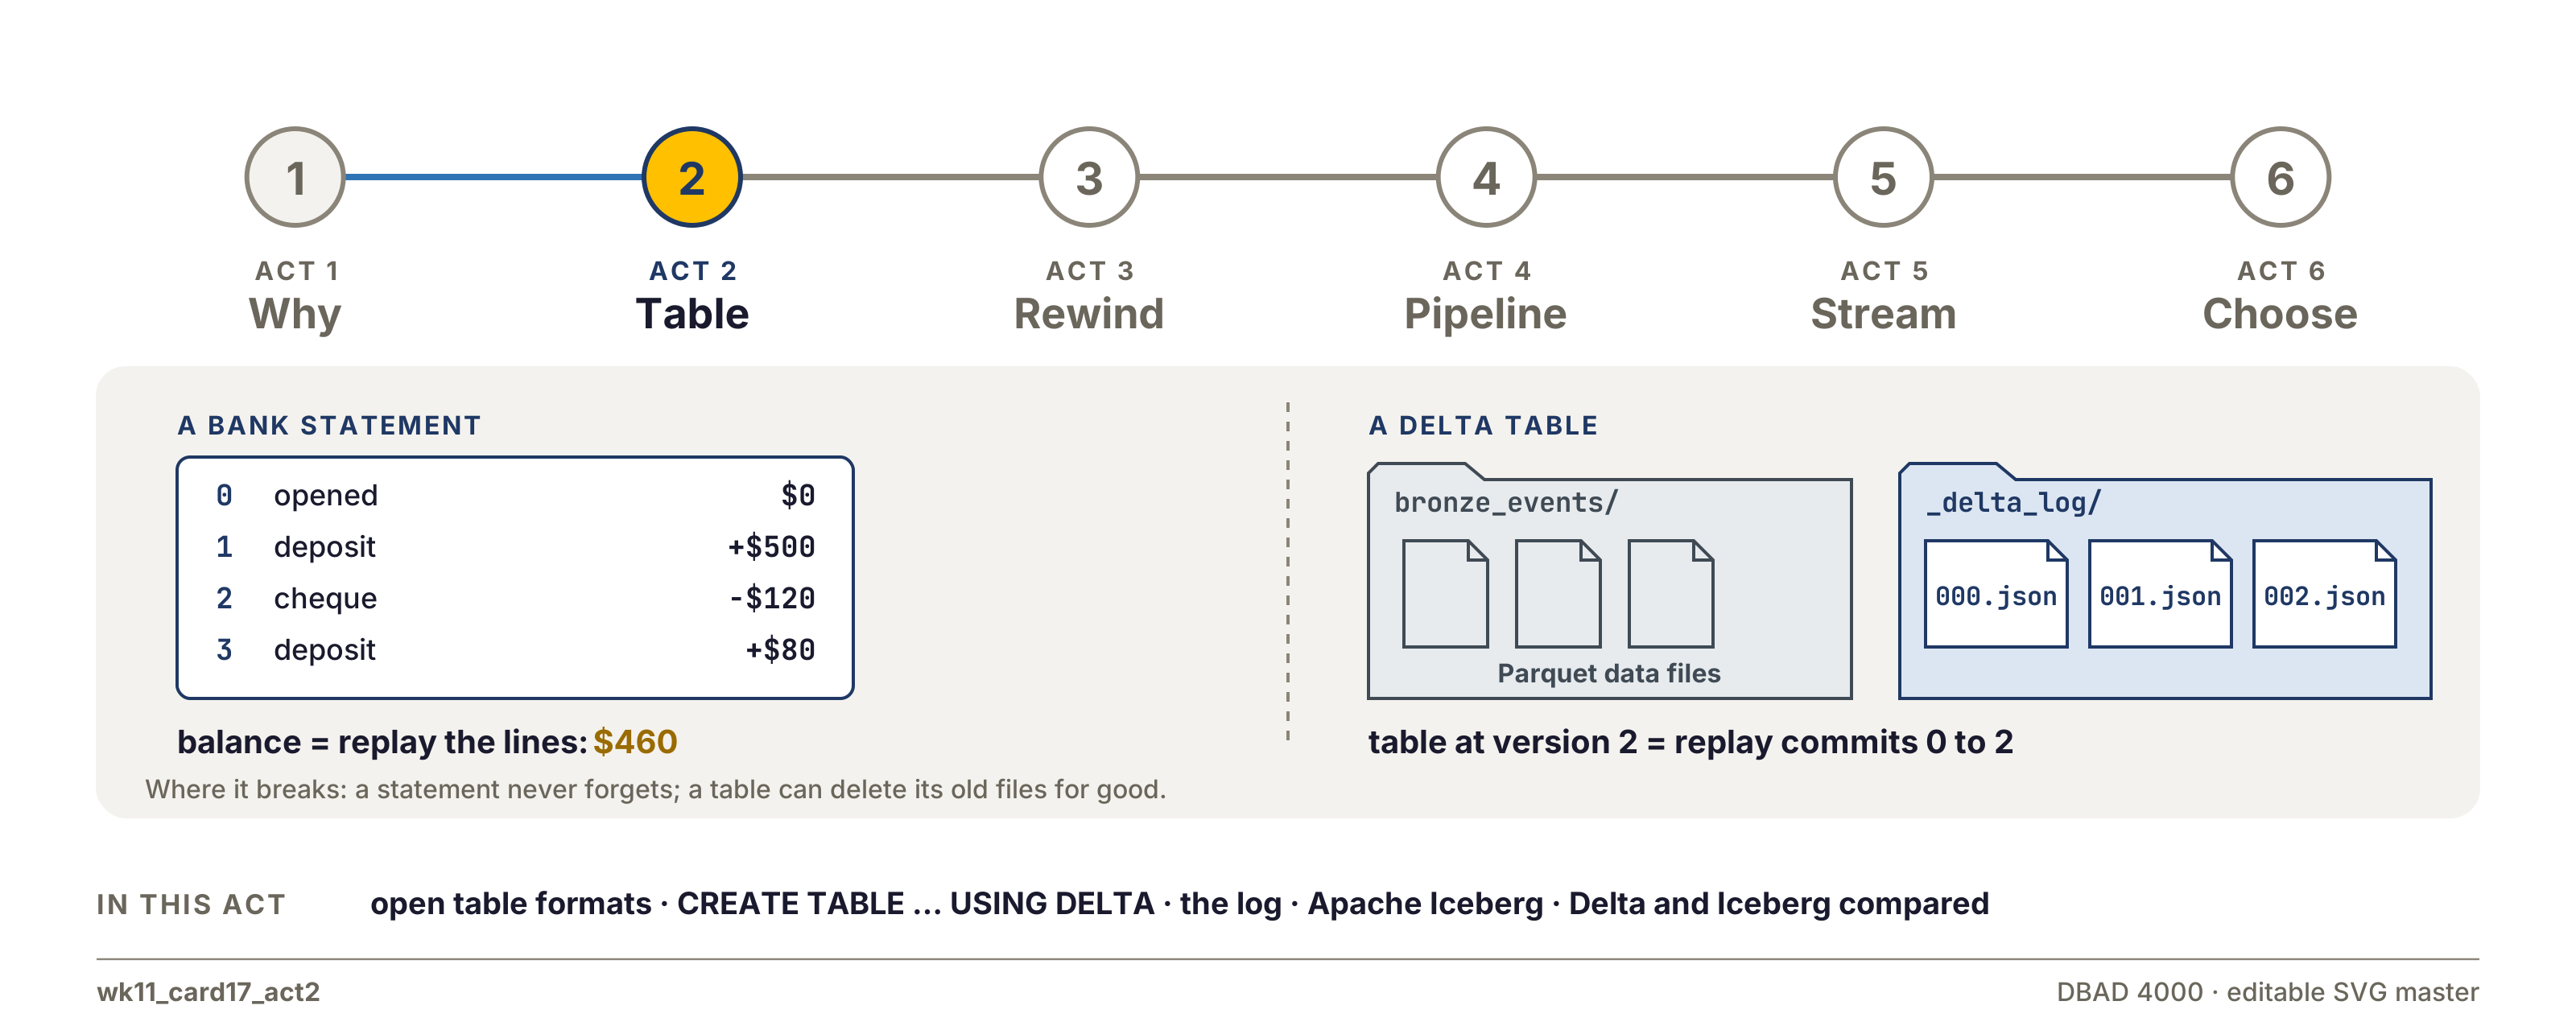 1 2 3 4 5 6
ACT 1 ACT 2 ACT 3 ACT 4 ACT 5 ACT 6
Why Table Rewind Pipeline Stream Choose
A BANK STATEMENT
0 opened $0
1 deposit +$500
2 cheque -$120
3 deposit +$80
balance = replay the lines: $460
Where it breaks: a statement never forgets; a table can delete its old files for good.
A DELTA TABLE
bronze_events/
Parquet data files
_delta_log/
000.json 001.json 002.json
table at version 2 = replay commits 0 to 2
IN THIS ACT open table formats · CREATE TABLE ... USING DELTA · the log · Apache Iceberg · Delta and Iceberg compared
wk11_card17_act2
DBAD 4000 · editable SVG master